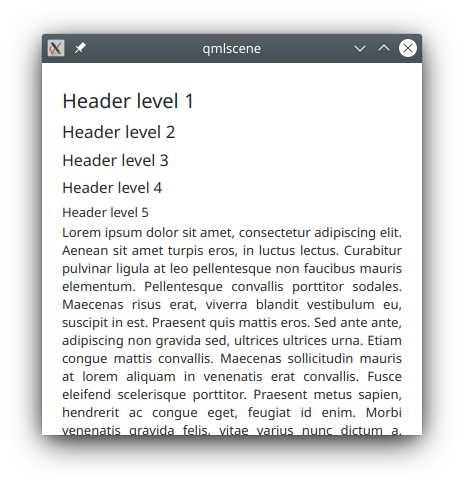 qmlscene
Header level 1
Header level 2
Header level 3
Header level 4
Header level 5
Lorem ipsum dolor sit amet, consectetur adipiscing elit.
Aenean sit amet turpis eros, in luctus lectus. Curabitur
pulvinar ligula at leo pellentesque non faucibus mauris
elementum. Pellentesque convallis porttitor sodales.
Maecenas risus erat, viverra blandit vestibulum eu,
suscipit in est. Praesent quis mattis eros. Sed ante ante,
adipiscing non gravida sed, ultrices ultrices urna. Etiam
congue mattis convallis. Maecenas sollicitudin mauris
at lorem aliquam in venenatis erat convallis. Fusce
eleifend scelerisque porttitor. Praesent metus sapien,
hendrerit ac congue eget, feugiat id enim. Morbi
venenatis gravida felis, vitae varius nunc dictum a.